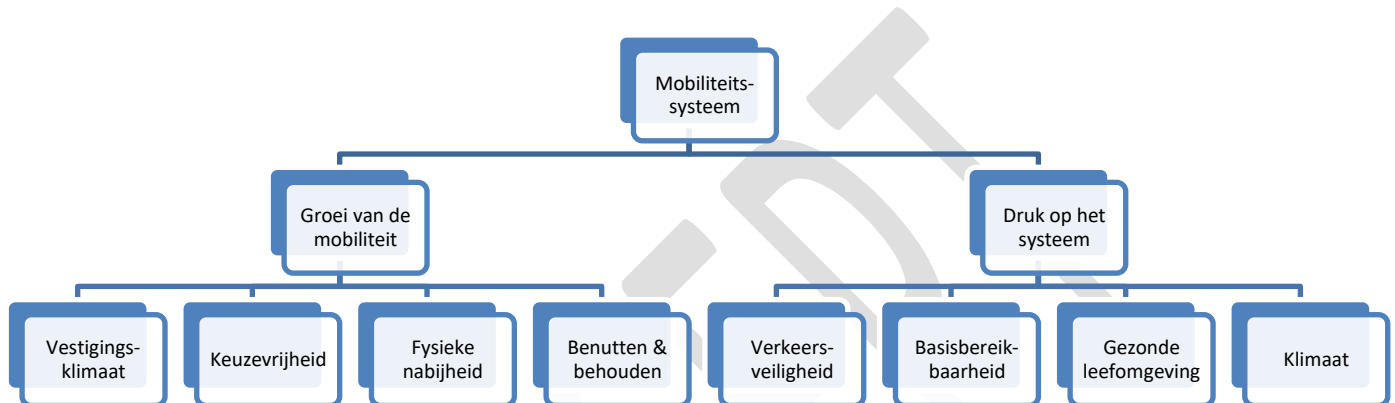 Mobiliteits-
systeem
Groei van de
mobiliteit
Druk op het
systeem
Vestigings-
klimaat
Keuzevrijheid
Fysieke
nabijheid
Benutten &
behouden
Verkeers-
veiligheid
Basisbereik-
baarheid
Gezonde
leefomgeving
Klimaat